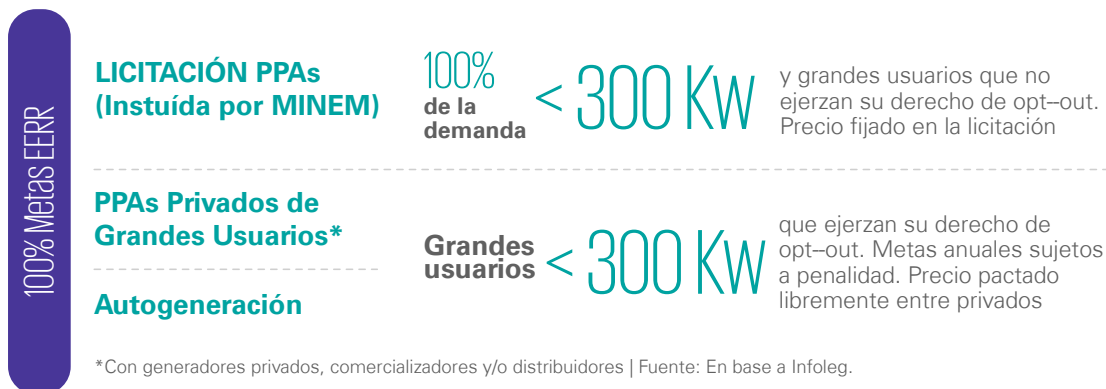 100% Metas EERR
LICITACIÓN PPAs
(Instuída por MINEM)
100%
de la
demanda
< 300 Kw
y grandes usuarios que no
ejerzan su derecho de opt–out.
Precio fijado en la licitación
PPAs Privados de
Grandes Usuarios*
Autogeneración
Grandes
usuarios
< 300 Kw
que ejerzan su derecho de
opt–out. Metas anuales sujetos
a penalidad. Precio pactado
libremente entre privados
*Con generadores privados, comercializadores y/o distribuidores | Fuente: En base a Infoleg.